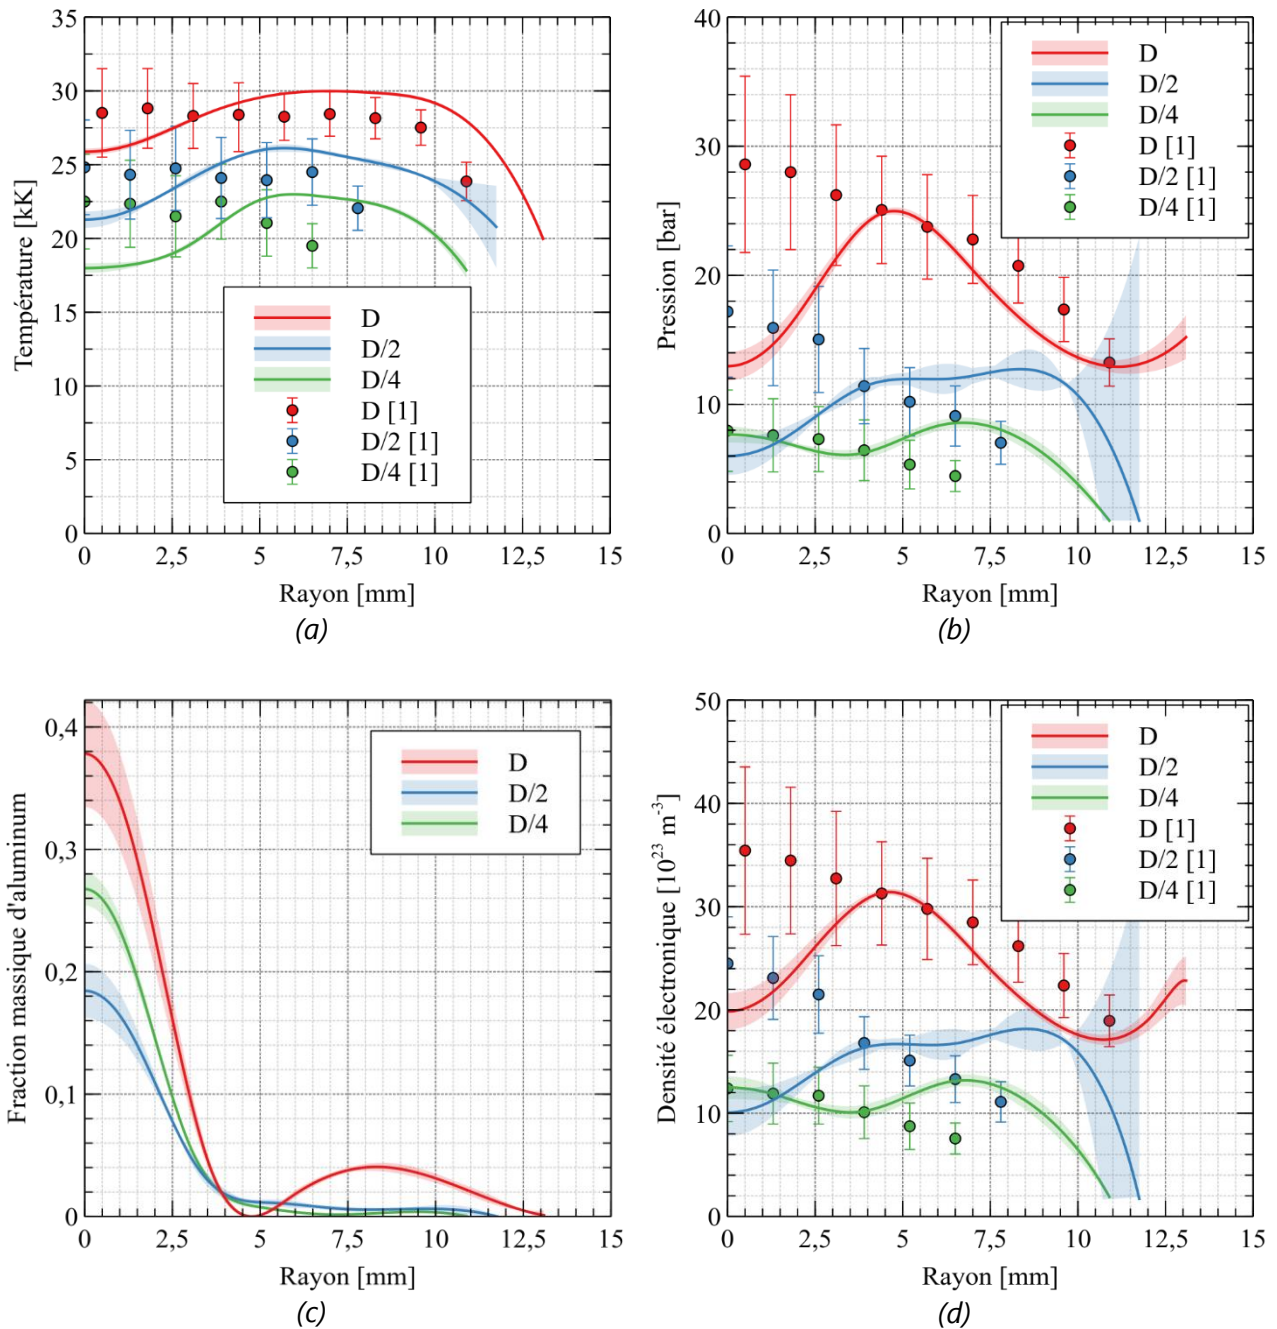 35
30
25
20
15
10
5
0
Température [kK]
D
D/2
D/4
D [1]
D/2 [1]
D/4 [1]
0
2,5
5
7,5
10
12,5
15
Rayon [mm]
(a)
40
30
20
10
0
Pression [bar]
D
D/2
D/4
D [1]
D/2 [1]
D/4 [1]
0
2,5
5
7,5
10
12,5
15
Rayon [mm]
(b)
0,4
0,3
0,2
0,1
0
Fraction massique d'aluminum
D
D/2
D/4
0
2,5
5
7,5
10
12,5
15
Rayon [mm]
(c)
50
40
30
20
10
0
Densité électronique [10²³ m⁻³]
D
D/2
D/4
D [1]
D/2 [1]
D/4 [1]
0
2,5
5
7,5
10
12,5
15
Rayon [mm]
(d)